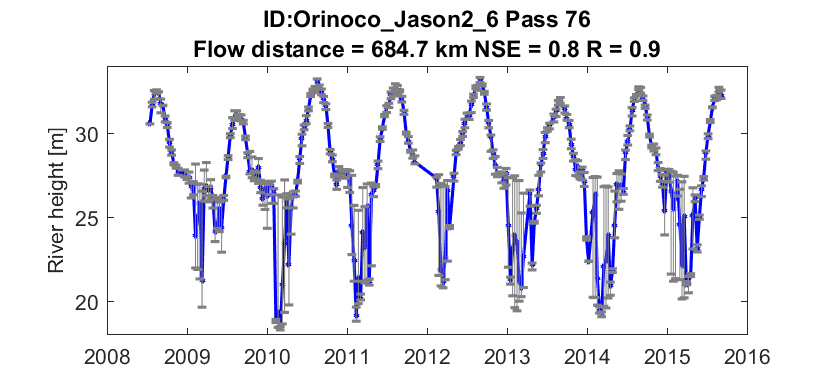 ID:Orinoco_Jason2_6 Pass 76
Flow distance = 684.7 km NSE = 0.8 R = 0.9
River height [m]
30
25
20
2008 2009 2010 2011 2012 2013 2014 2015 2016